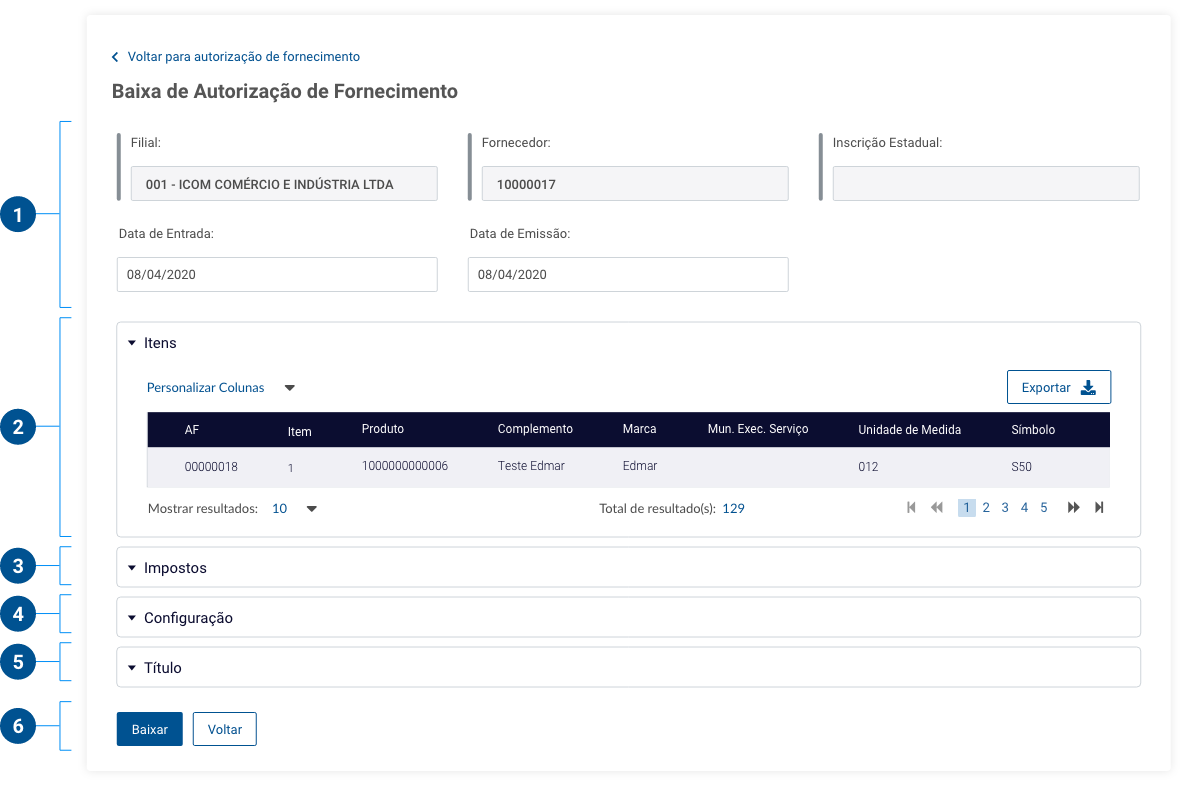 Voltar para autorização de fornecimento
Baixa de Autorização de Fornecimento
1
Filial: Fornecedor: Inscrição Estadual:
001 - ICOM COMÉRCIO E INDÚSTRIA LTDA 10000017
Data de Entrada: Data de Emissão:
08/04/2020 08/04/2020
2
Itens
Personalizar Colunas Exportar
AF Item Produto Complemento Marca Mun. Exec. Serviço Unidade de Medida Símbolo
00000018 1 1000000000006 Teste Edmar Edmar 012 S50
Mostrar resultados: 10 Total de resultado(s): 129 1 2 3 4 5
3 Impostos
4 Configuração
5 Título
6 Baixar Voltar